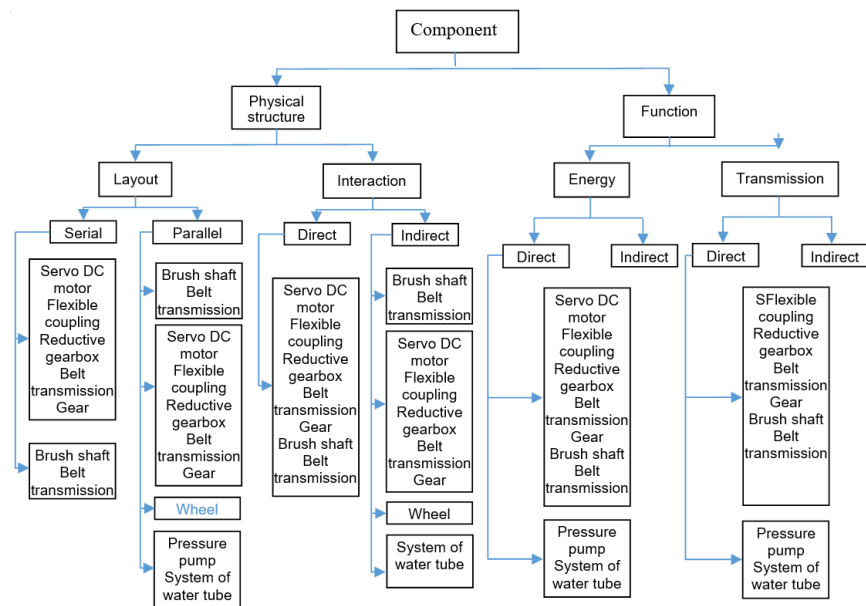 Component
Physical
structure
Function
Layout
Interaction
Energy
Transmission
Serial
Parallel
Direct
Indirect
Direct
Indirect
Direct
Indirect
Servo DC
motor
Flexible
coupling
Reductive
gearbox
Belt
transmission
Gear
Brush shaft
Belt
transmission
Brush shaft
Belt
transmission
Servo DC
motor
Flexible
coupling
Reductive
gearbox
Belt
transmission
Gear
Wheel
Pressure
pump
System of
water tube
Servo DC
motor
Flexible
coupling
Reductive
gearbox
Belt
transmission
Gear
Brush shaft
Belt
transmission
Brush shaft
Belt
transmission
Servo DC
motor
Flexible
coupling
Reductive
gearbox
Belt
transmission
Gear
Wheel
System of
water tube
Servo DC
motor
Flexible
coupling
Reductive
gearbox
Belt
transmission
Gear
Brush shaft
Belt
transmission
Pressure
pump
System of
water tube
SFlexible
coupling
Reductive
gearbox
Belt
transmission
Gear
Brush shaft
Belt
transmission
Pressure
pump
System of
water tube